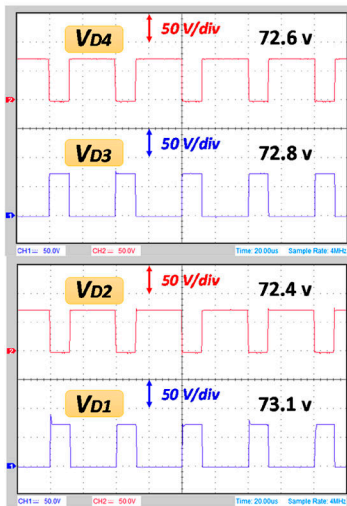 VD4 50 V/div 72.6 v
2
VD3 50 V/div 72.8 v
1
CH1 50.0V CH2 50.0V Time: 20.00us Sample Rate: 4MHz
VD2 50 V/div 72.4 v
2
VD1 50 V/div 73.1 v
1
CH1 50.0V CH2 50.0V Time: 20.00us Sample Rate: 4MHz